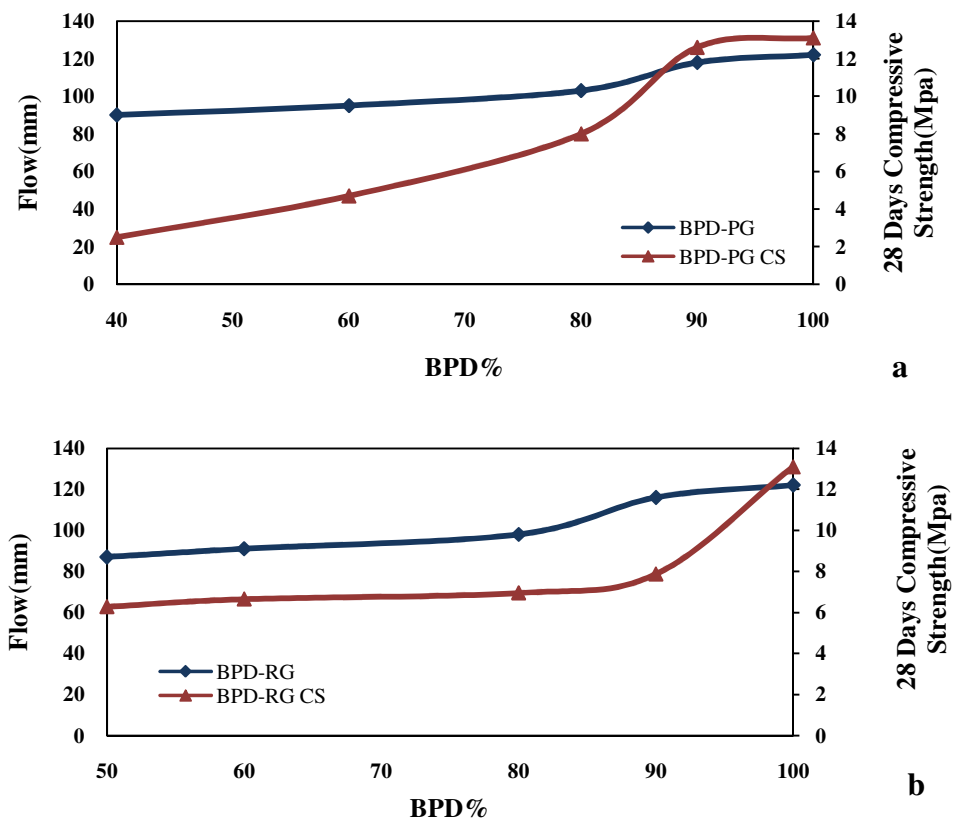 140 14
120 12
100 10
80 8
60 6
40 4
20 2
0 0
Flow(mm)
28 Days Compressive
Strength(Mpa)
BPD-PG
BPD-PG CS
40 50 60 70 80 90 100
BPD%
a
140 14
120 12
100 10
80 8
60 6
40 4
20 2
0 0
Flow(mm)
28 Days Compressive
Strength(Mpa)
BPD-RG
BPD-RG CS
50 60 70 80 90 100
BPD%
b